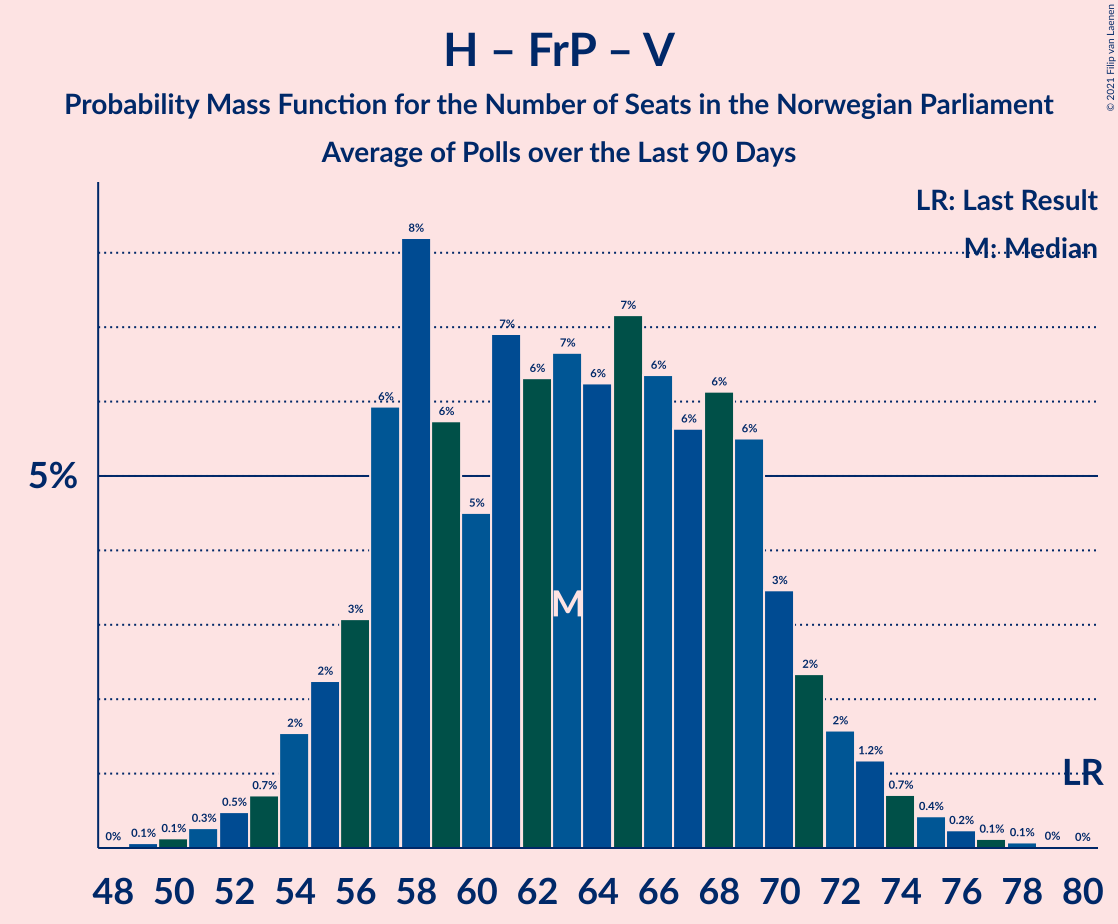 H – FrP – V
Probability Mass Function for the Number of Seats in the Norwegian Parliament
Average of Polls over the Last 90 Days
© 2021 Filip van Laenen
LR: Last Result
M: Median
5%
0% 0.1% 0.1% 0.3% 0.5% 0.7% 2% 2% 3% 6% 8% 6% 5% 7% 6% 7% 6% 7% 6% 6% 6% 6% 3% 2% 2% 1.2% 0.7% 0.4% 0.2% 0.1% 0.1% 0% 0%
M
LR
48 50 52 54 56 58 60 62 64 66 68 70 72 74 76 78 80